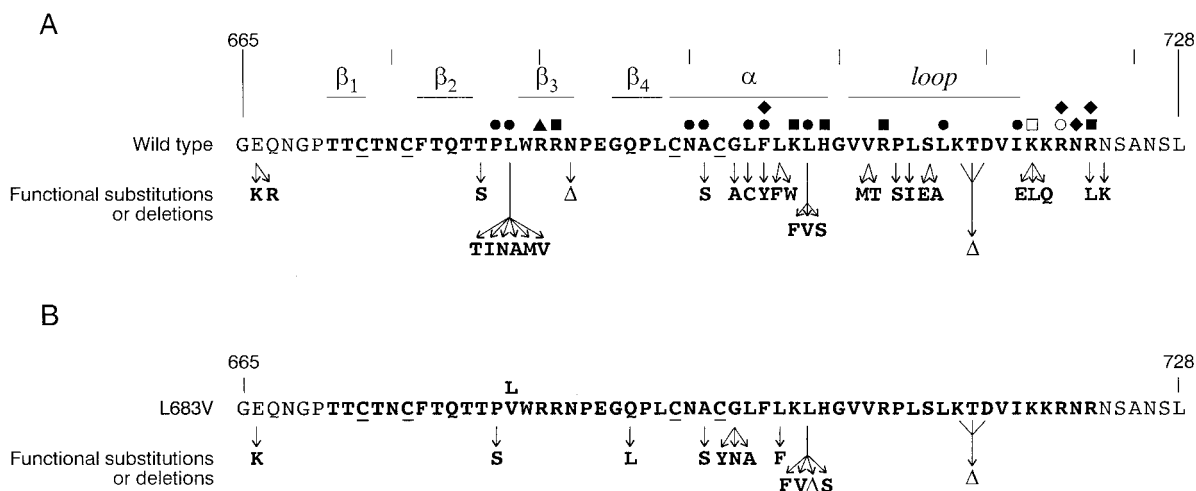 A
665
728
β1 β2 β3 β4 α loop
Wild type GEQNGPTTCTNCFTQTTPLWRRNPEGQPLCNACGLFLKLHGVVRPLSLKTDVIKKRNRNSANSL
Functional substitutions
or deletions
KR S Δ S ACYFW MT SIEA ELQ LK
FVS
TINAMV Δ
B
665
728
L
L683V GEQNGPTTCTNCFTQTTPVWRRNPEGQPLCNACGLFLKLHGVVRPLSLKTDVIKKRNRNSANSL
Functional substitutions
or deletions
K S L S YNA F
FVΔS Δ